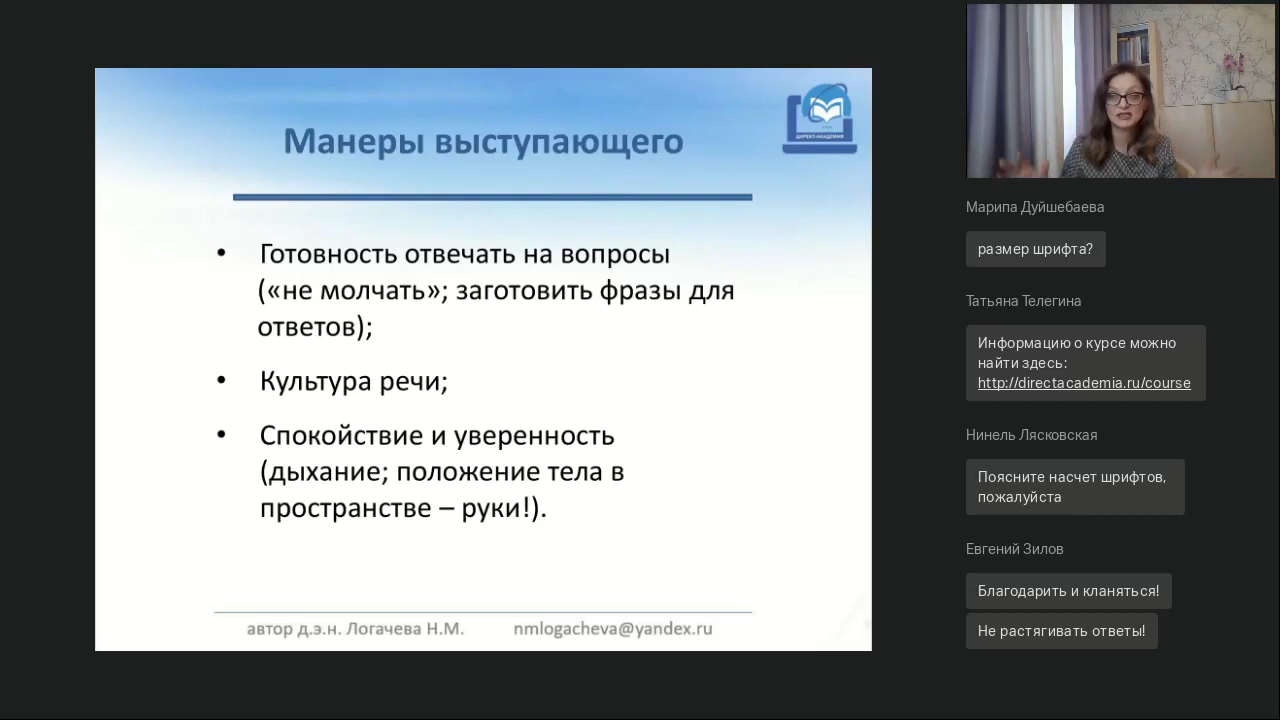 Манеры выступающего
ДИРЕКТ-АКАДЕМИЯ
• Готовность отвечать на вопросы
(«не молчать»; заготовить фразы для
ответов);
• Культура речи;
• Спокойствие и уверенность
(дыхание; положение тела в
пространстве – руки!).
автор д.э.н. Логачева Н.М. nmlogacheva@yandex.ru
Марипа Дуйшебаева
размер шрифта?
Татьяна Телегина
Информацию о курсе можно
найти здесь:
http://directacademia.ru/course
Нинель Лясковская
Поясните насчет шрифтов,
пожалуйста
Евгений Зилов
Благодарить и кланяться!
Не растягивать ответы!